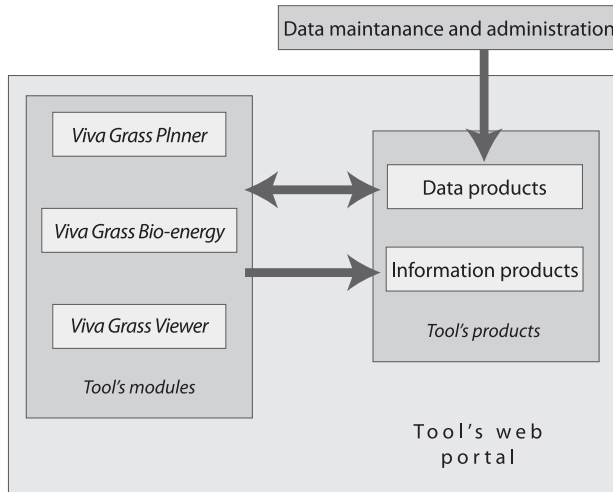 Data maintanance and administration
Viva Grass Plnner
Viva Grass Bio-energy
Viva Grass Viewer
Tool's modules
Data products
Information products
Tool's products
Tool's web
portal